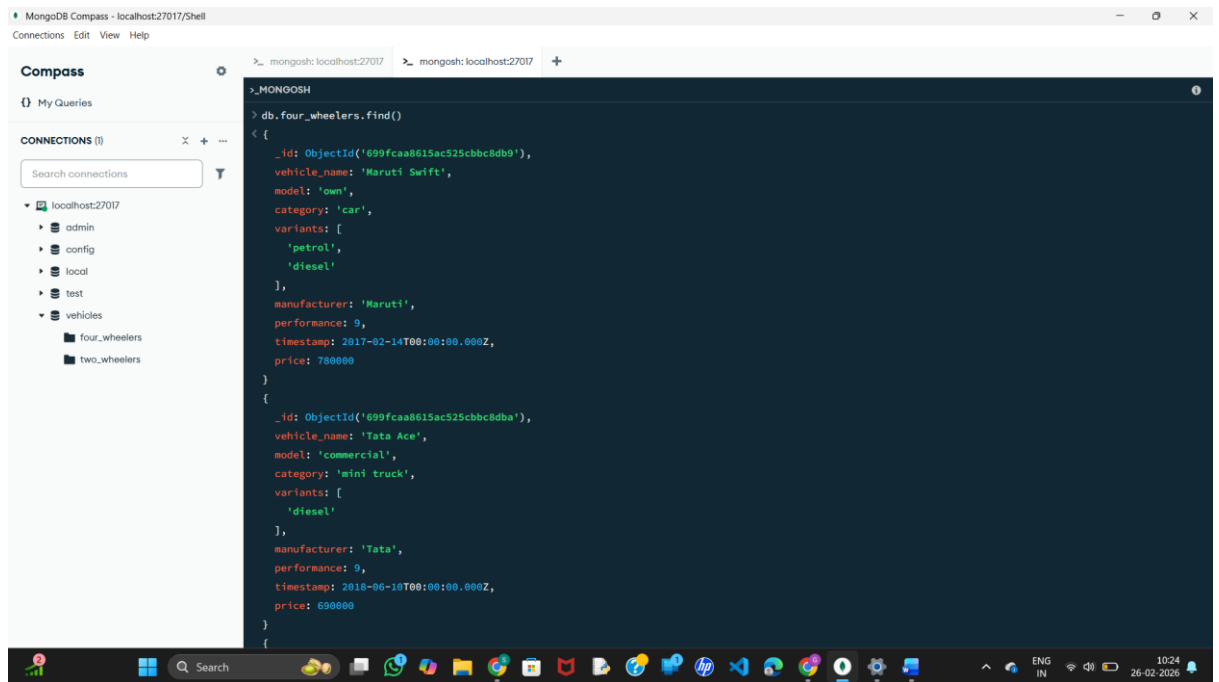 MongoDB Compass - localhost:27017/Shell
Connections Edit View Help
Compass
{} My Queries
CONNECTIONS (1)
Search connections
localhost:27017
admin
config
local
test
vehicles
four_wheelers
two_wheelers
>_ mongosh: localhost:27017 >_ mongosh: localhost:27017 +
>_MONGOSH
> db.four_wheelers.find()
< {
_id: ObjectId('699fcaa8615ac525cbbc8db9'),
vehicle_name: 'Maruti Swift',
model: 'own',
category: 'car',
variants: [
'petrol',
'diesel'
],
manufacturer: 'Maruti',
performance: 9,
timestamp: 2017-02-14T00:00:00.000Z,
price: 780000
}
{
_id: ObjectId('699fcaa8615ac525cbbc8dba'),
vehicle_name: 'Tata Ace',
model: 'commercial',
category: 'mini truck',
variants: [
'diesel'
],
manufacturer: 'Tata',
performance: 9,
timestamp: 2018-06-10T00:00:00.000Z,
price: 690000
}
{
2
Search
1
hp
ENG
IN
10:24
26-02-2026